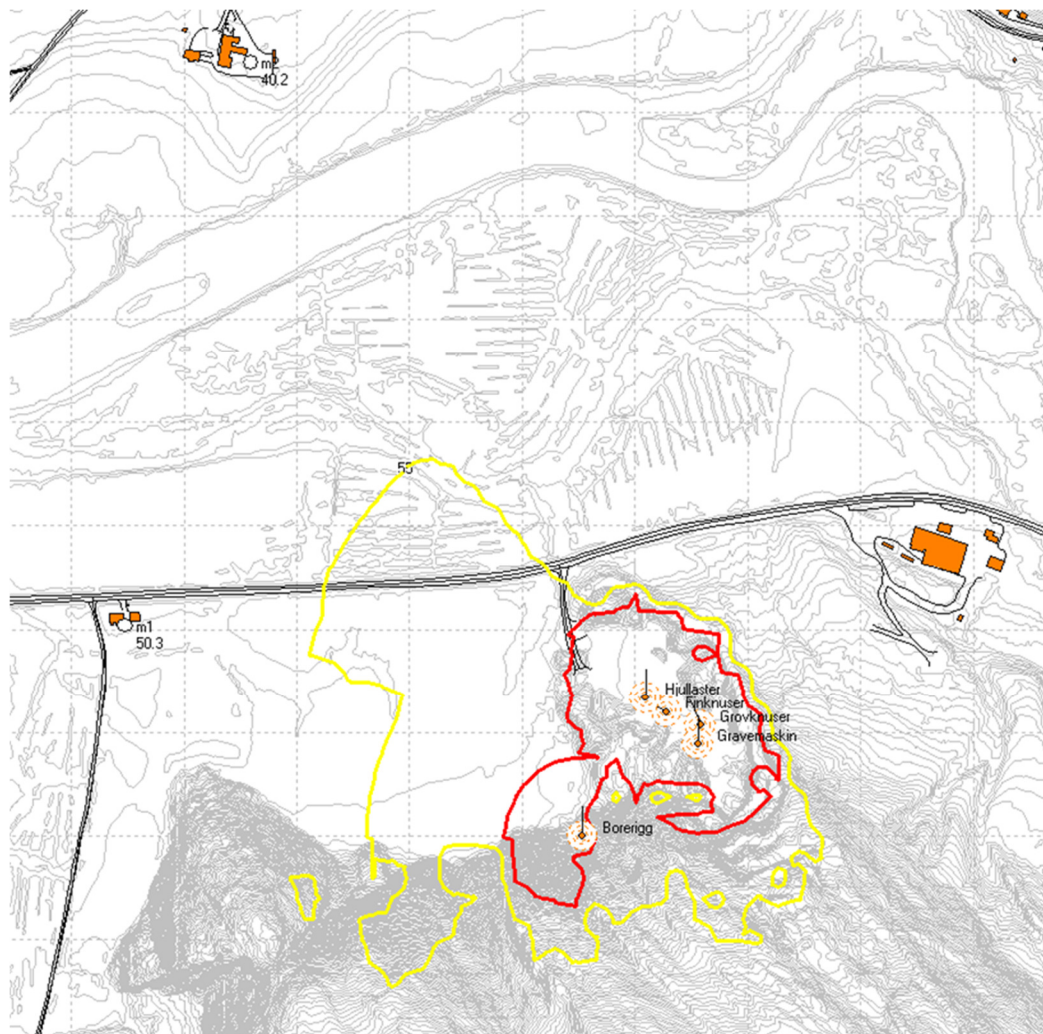 m2
40.2
55
m1
50.3
Hjullaster
Finknuser
Grovknuser
Gravemaskin
Borerigg